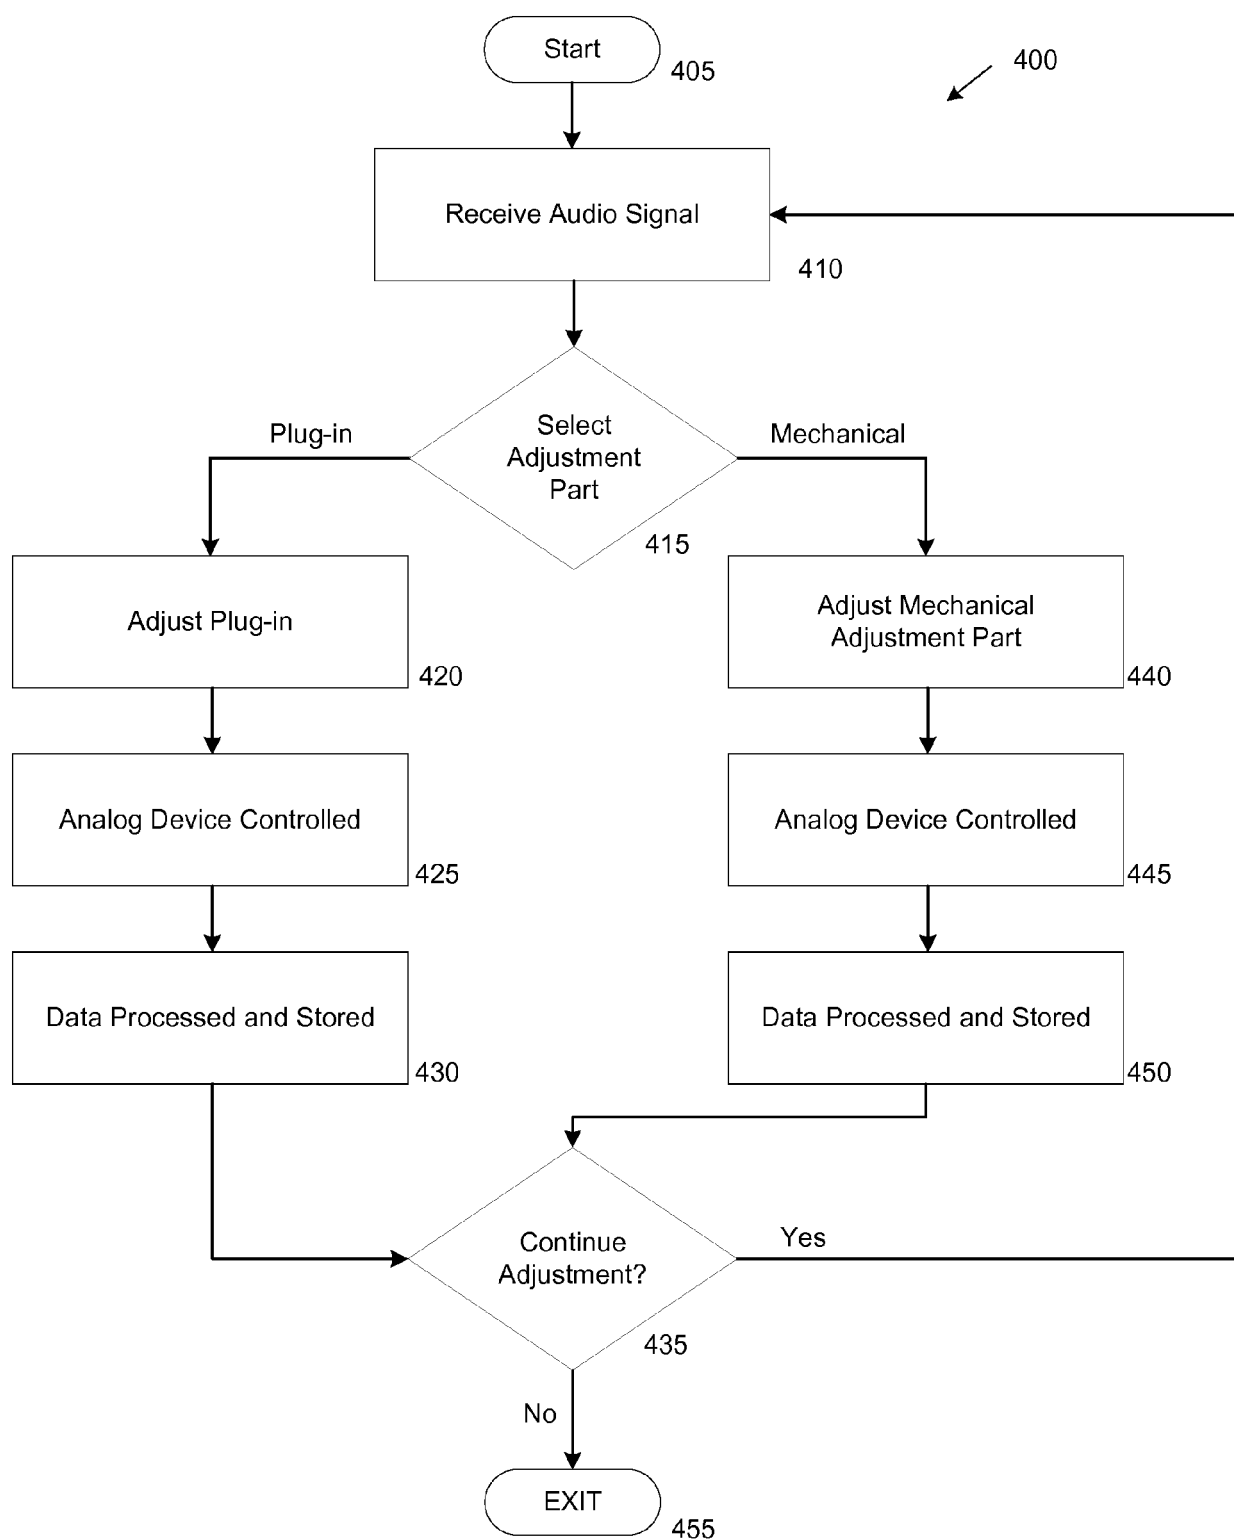 Start
405
400
Receive Audio Signal
410
Plug-in
Select
Adjustment
Part
Mechanical
415
Adjust Plug-in
420
Adjust Mechanical
Adjustment Part
440
Analog Device Controlled
425
Analog Device Controlled
445
Data Processed and Stored
430
Data Processed and Stored
450
Continue
Adjustment?
Yes
435
No
EXIT
455